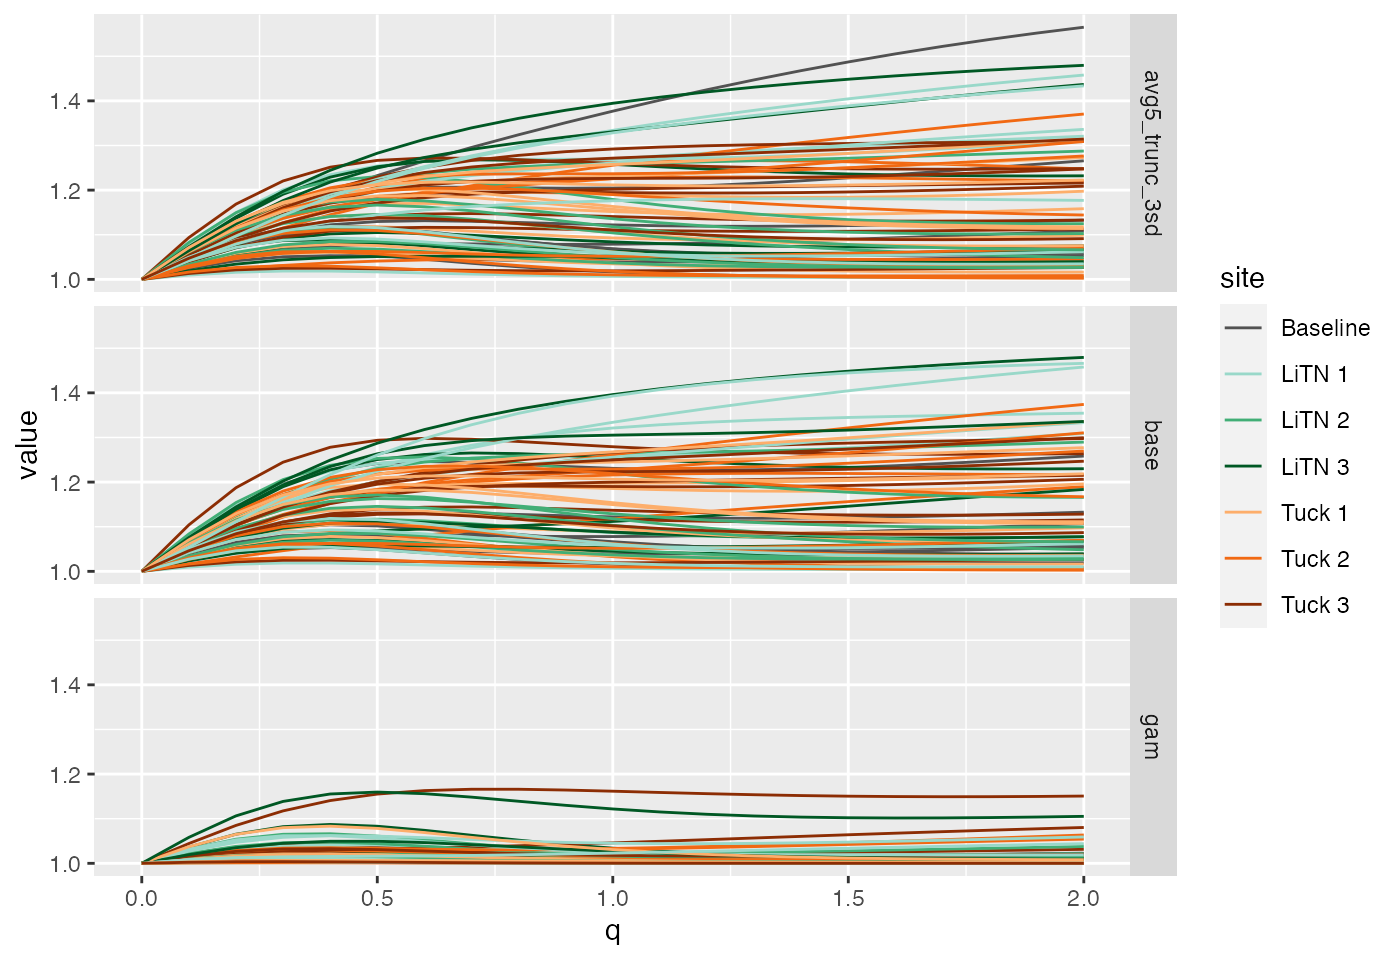 1.4
1.2
1.0
avg5_trunc_3sd
1.4
1.2
1.0
base
1.4
1.2
1.0
gam
0.0 0.5 1.0 1.5 2.0
q
value
site
Baseline
LiTN 1
LiTN 2
LiTN 3
Tuck 1
Tuck 2
Tuck 3